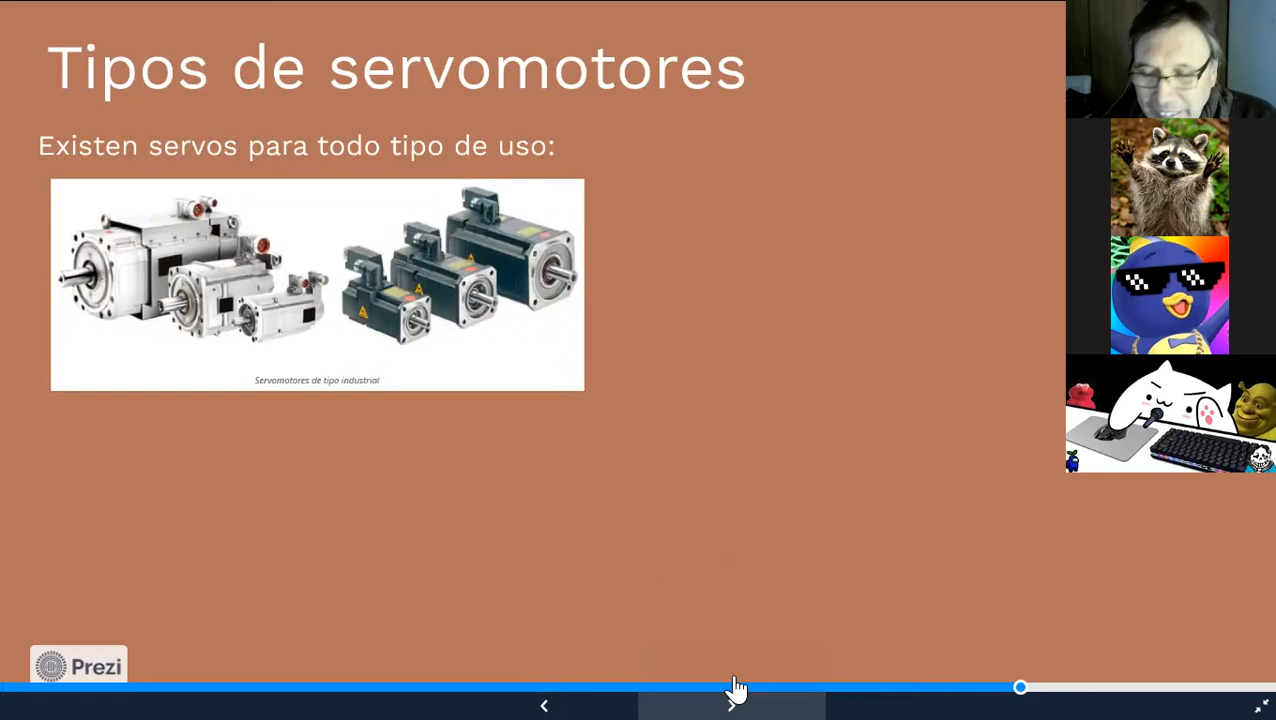 Tipos de servomotores
Existen servos para todo tipo de uso:
Servomotores de tipo industrial
Prezi